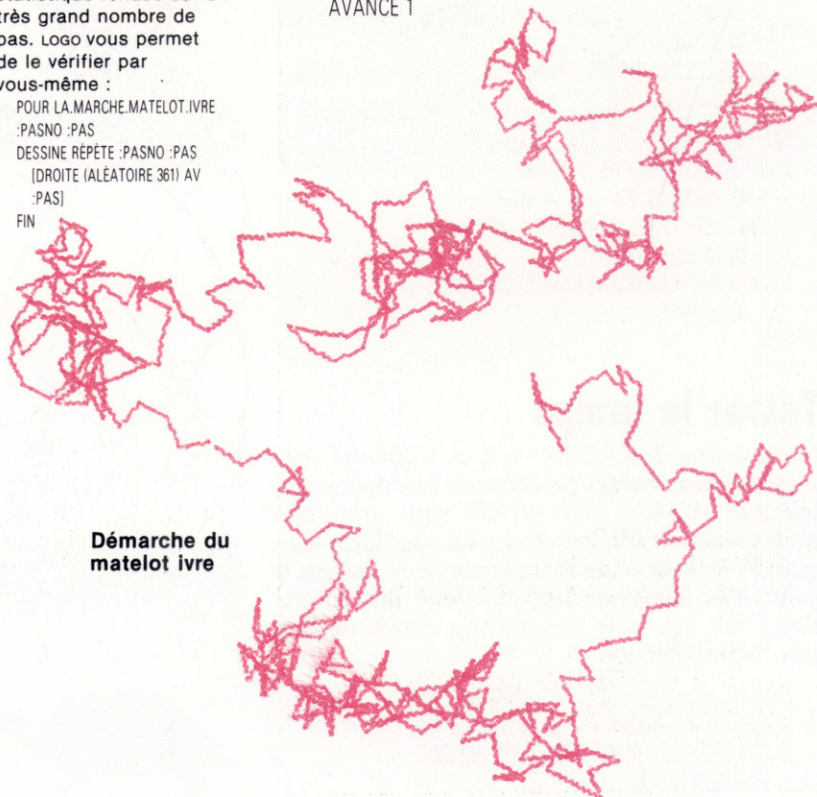 très grand nombre de
pas. LOGO vous permet
de le vérifier par
vous-même :
POUR LA.MARCHE.MATELOT.IVRE
:PASNO :PAS
DESSINE RÉPÈTE :PASNO :PAS
[DROITE (ALÉATOIRE 361) AV
:PAS]
FIN
AVANCE 1
Démarche du
matelot ivre